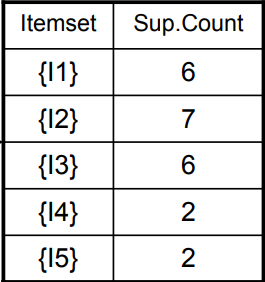 Itemset Sup.Count
{I1} 6
{I2} 7
{I3} 6
{I4} 2
{I5} 2